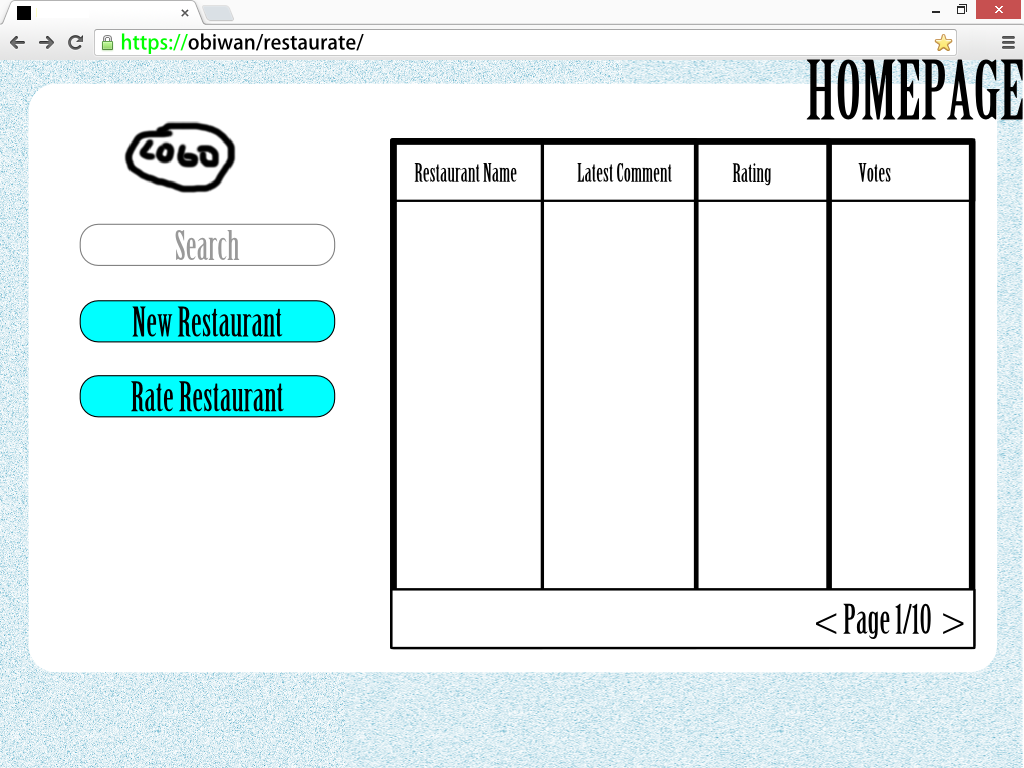 https://obiwan/restaurate/
HOMEPAGE
LOGO
Search
New Restaurant
Rate Restaurant
Restaurant Name Latest Comment Rating Votes
< Page 1/10 >